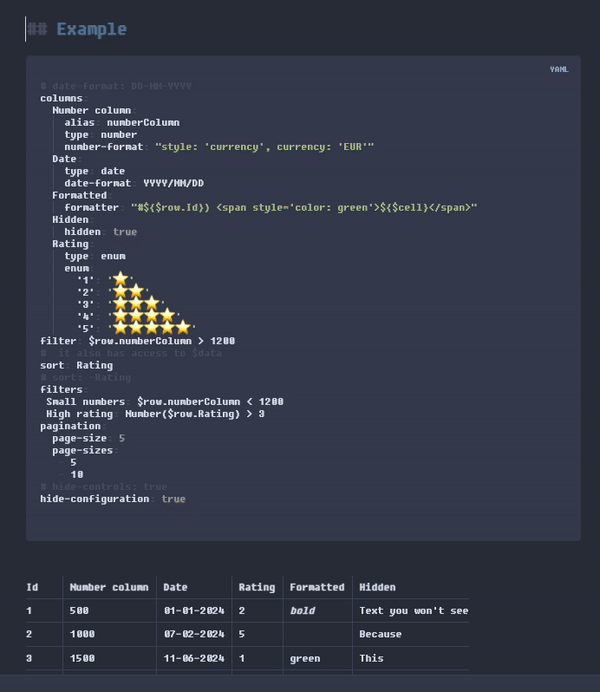 ## Example
YAML
# date-format: DD-MM-YYYY
columns:
Number column:
alias: numberColumn
type: number
number-format: "style: 'currency', currency: 'EUR'"
Date:
type: date
date-format: YYYY/MM/DD
Formatted:
formatter: "#${$row.Id}) <span style='color: green'>${$cell}</span>"
Hidden:
hidden: true
Rating:
type: enum
enum:
'1': '⭐'
'2': '⭐⭐'
'3': '⭐⭐⭐'
'4': '⭐⭐⭐⭐'
'5': '⭐⭐⭐⭐⭐'
filter: $row.numberColumn > 1200
# it also has access to $data
sort: Rating
# sort: -Rating
filters:
Small numbers: $row.numberColumn < 1200
High rating: Number($row.Rating) > 3
pagination:
page-size: 5
page-sizes:
- 5
- 10
# hide-controls: true
hide-configuration: true
Id Number column Date Rating Formatted Hidden
1 500 01-01-2024 2 bold Text you won't see
2 1000 07-02-2024 5 Because
3 1500 11-06-2024 1 green This